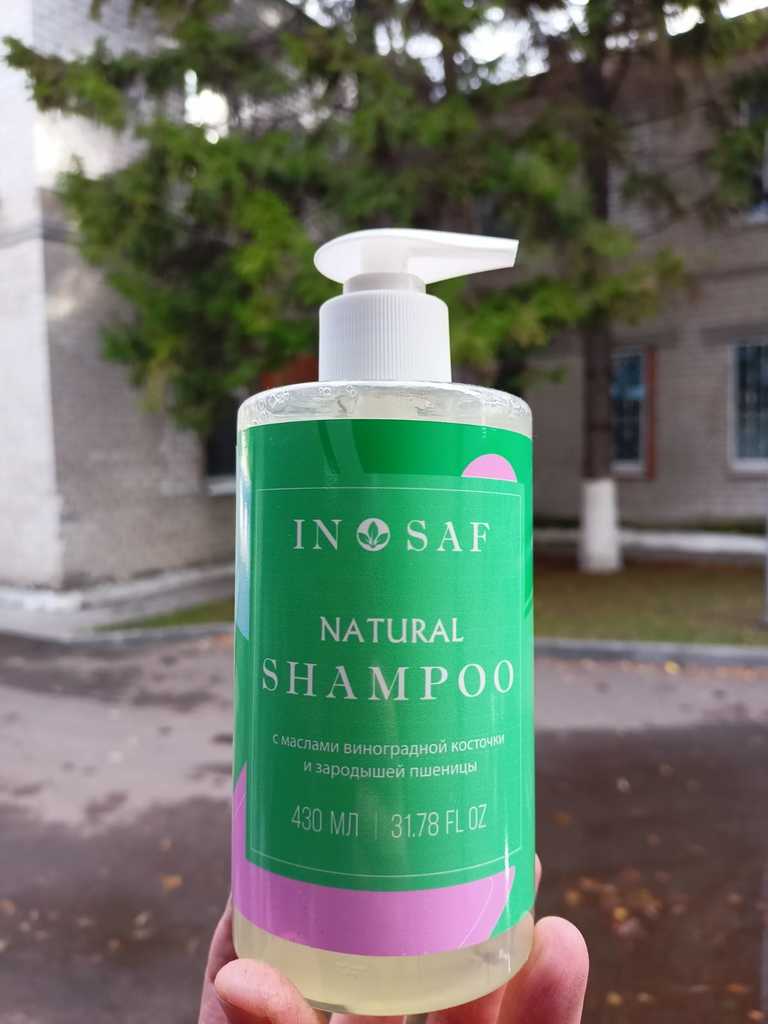 IN SAF
NATURAL
SHAMPOO
с маслами виноградной косточки
и зародышей пшеницы
430 МЛ | 31.78 FL OZ